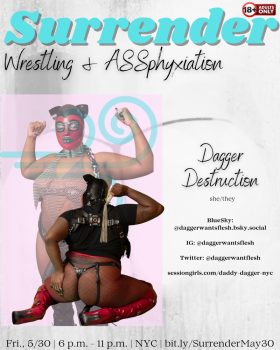 Surrender
18+ ADULTS ONLY
Wrestling & ASSphyxiation
Dagger
Destruction
she/they
BlueSky:
@daggerwantsflesh.bsky.social
IG: @daggerwantsflesh
Twitter: @daggerwantflesh
sessiongirls.com/daddy-dagger-nyc
Fri., 5/30 | 6 p.m. - 11 p.m. | NYC | bit.ly/SurrenderMay30